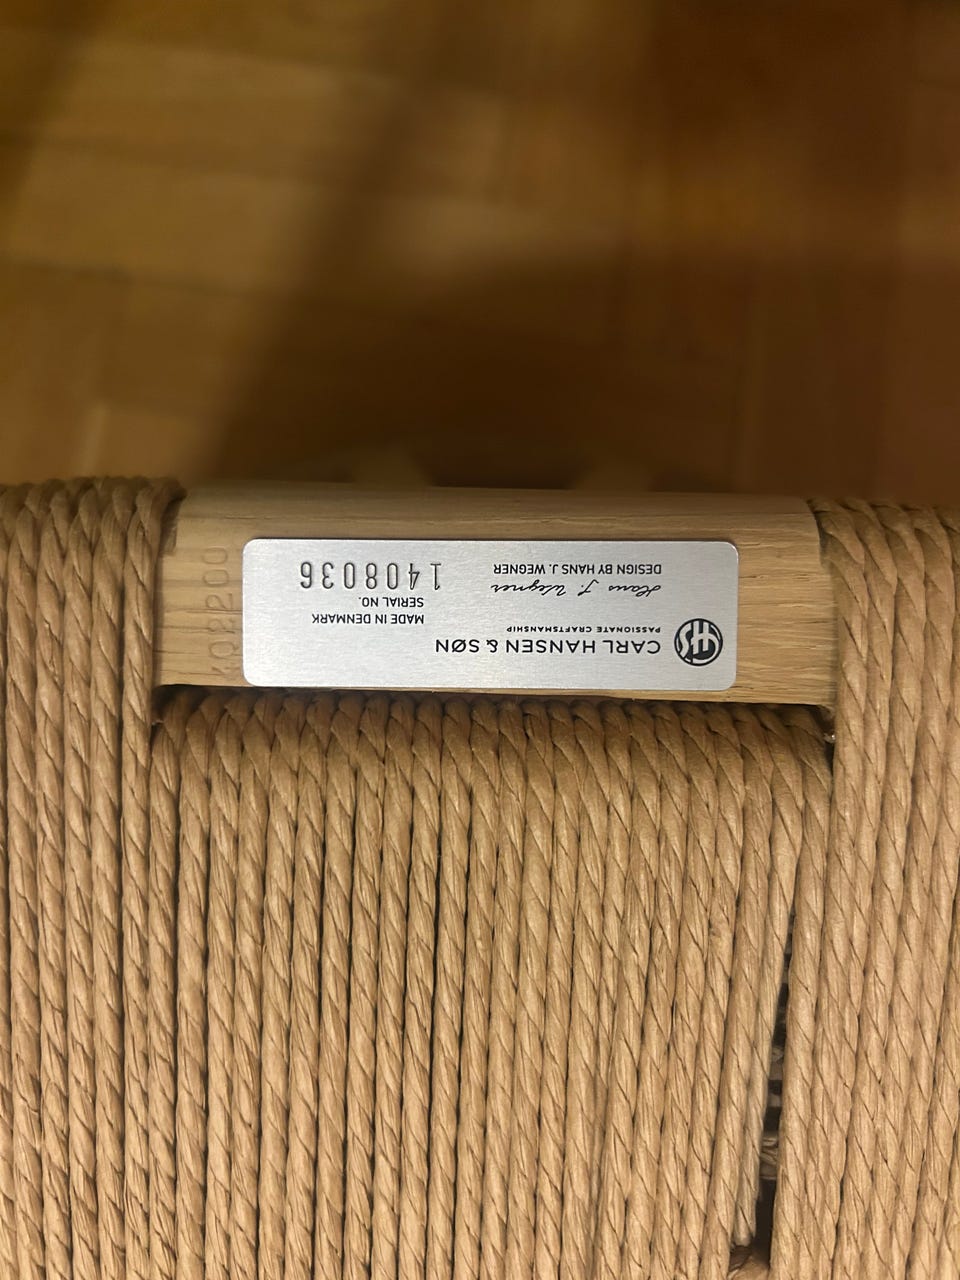 CARL HANSEN & SØN
PASSIONATE CRAFTSMANSHIP
Hans J. Wegner
DESIGN BY HANS J. WEGNER
MADE IN DENMARK
SERIAL NO.
1408036